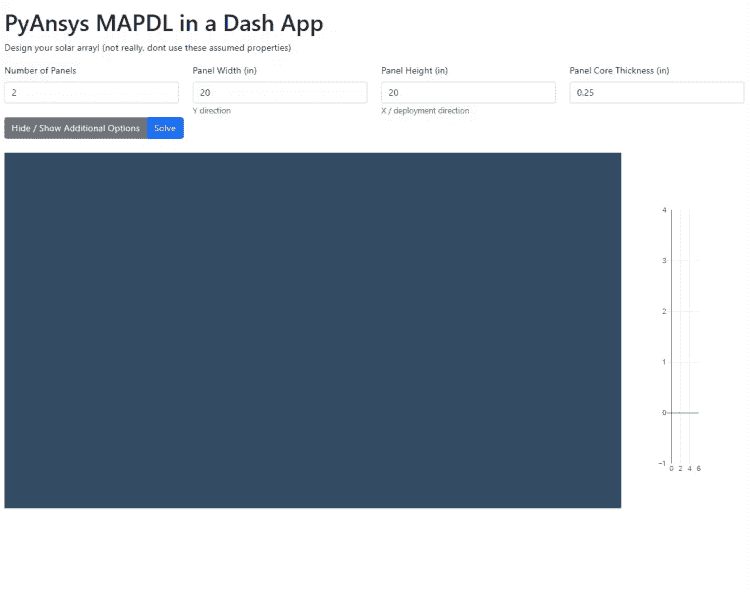 PyAnsys MAPDL in a Dash App
Design your solar array! (not really, dont use these assumed properties)
Number of Panels Panel Width (in) Panel Height (in) Panel Core Thickness (in)
2 20 20 0.25
Y direction X / deployment direction
Hide / Show Additional Options Solve
4
3
2
1
0
−1
0 2 4 6